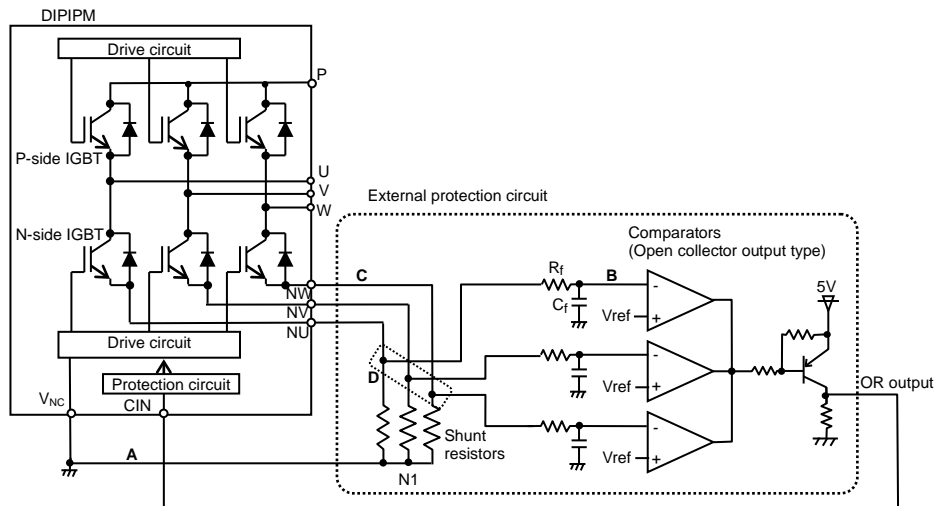 DIPIPM
Drive circuit
P
P-side IGBT
U
V
W
External protection circuit
N-side IGBT
Comparators
(Open collector output type)
C
Rf
B
5V
NW
Cf
-
NV
Vref
+
NU
Drive circuit
D
-
Protection circuit
Vref
+
OR output
VNC
CIN
-
Shunt
resistors
A
Vref
+
N1